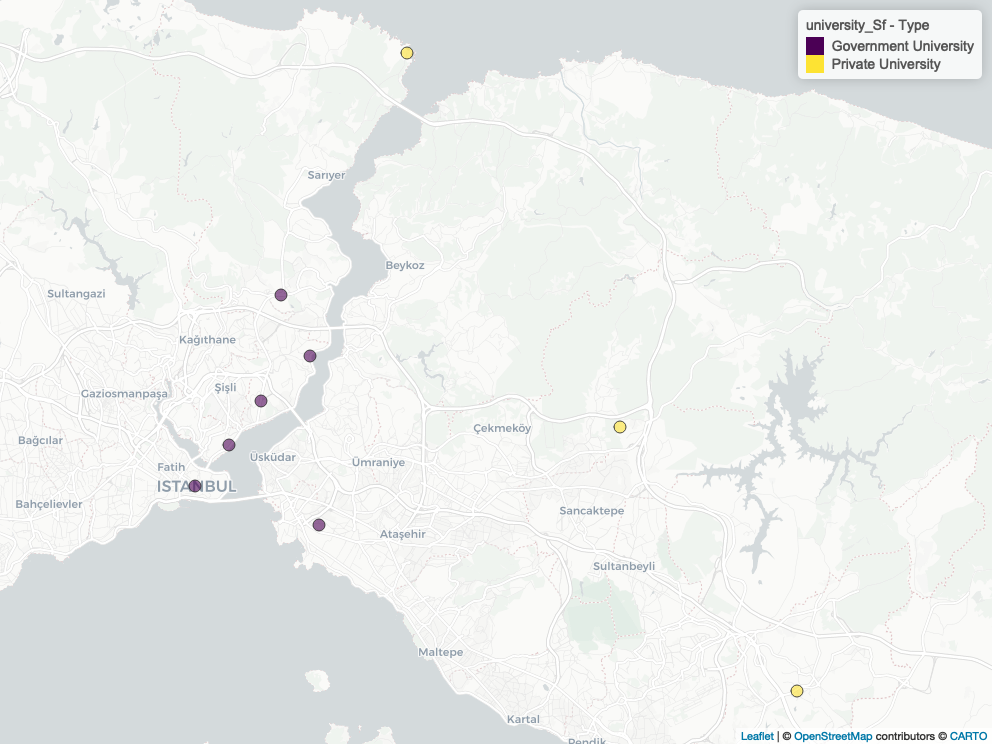 university_Sf - Type
Government University
Private University
Sarıyer
Beykoz
Sultangazi
Kağıthane
Şişli
Gaziosmanpaşa
Çekmeköy
Bağcılar
Üsküdar
Ümraniye
Fatih
ISTANBUL
Bahçelievler
Sancaktepe
Ataşehir
Sultanbeyli
Maltepe
Kartal
Pendik
Leaflet | © OpenStreetMap contributors © CARTO